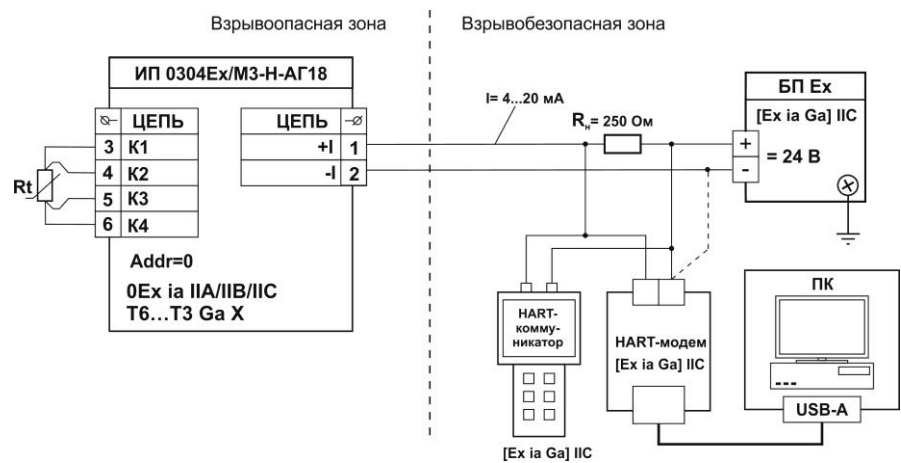 Взрывоопасная зона
Взрывобезопасная зона
ИП 0304Ex/М3-Н-АГ18
ЦЕПЬ
3 К1
4 К2
5 К3
6 К4
Rt
ЦЕПЬ
+I 1
-I 2
Addr=0
0Ex ia IIA/IIB/IIC
T6...T3 Ga X
I= 4...20 мА
Rн= 250 Ом
БП Ex
[Ex ia Ga] IIC
+
= 24 В
-
HART-
комму-
никатор
[Ex ia Ga] IIC
HART-модем
[Ex ia Ga] IIC
ПК
USB-A